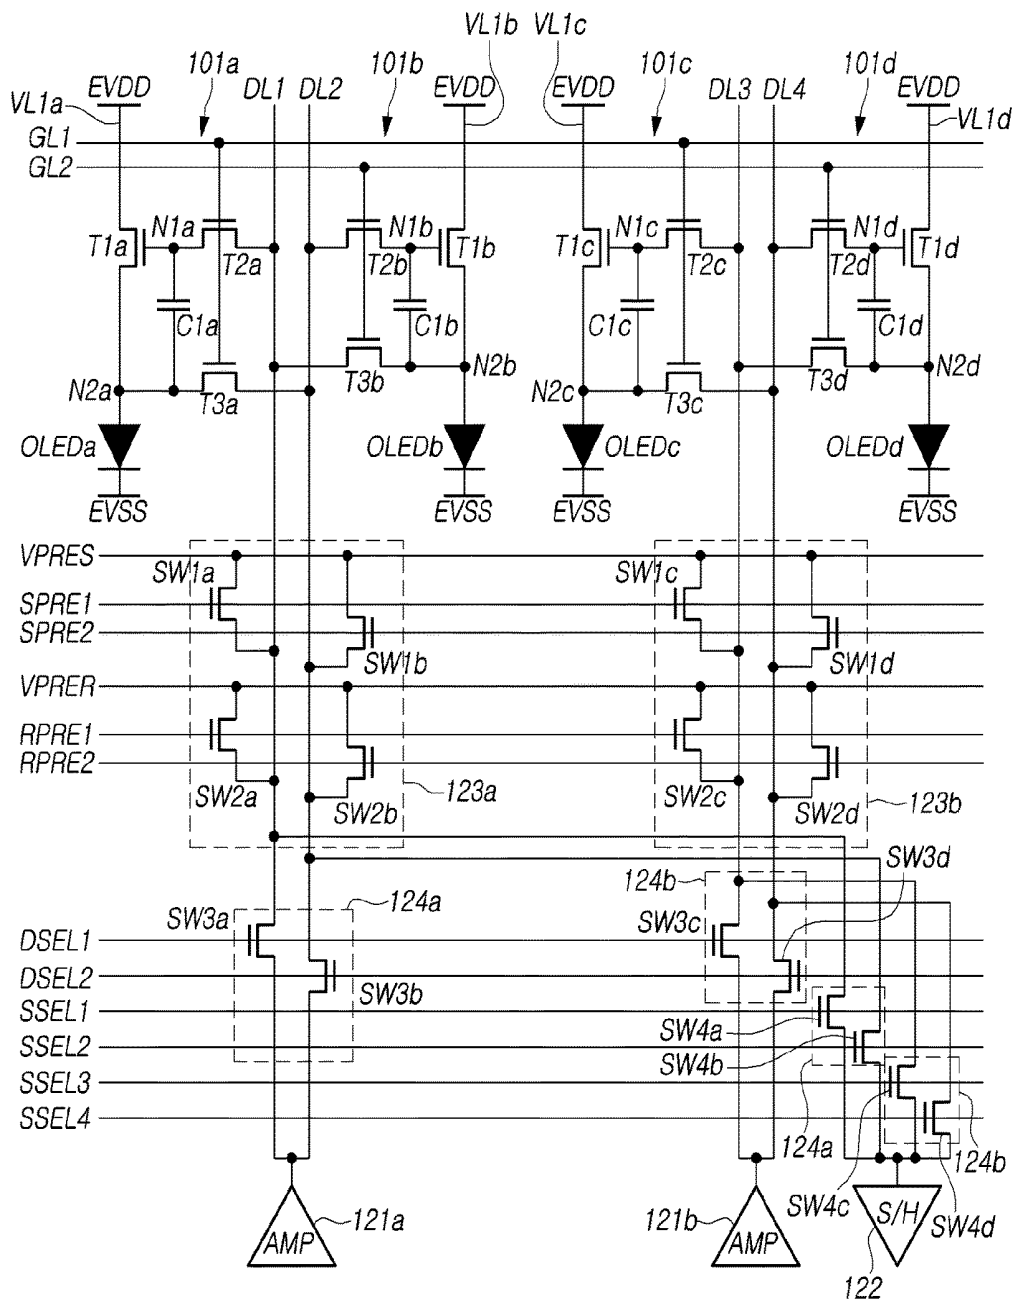 VL1b VL1c
101a 101b 101c 101d
EVDD DL1 DL2 EVDD EVDD DL3 DL4 EVDD
VL1a VL1d
GL1
GL2
N1a N1b N1c N1d
T1a T1b T1c T1d
T2a T2b T2c T2d
C1a C1b C1c C1d
N2a T3a T3b N2b N2c T3c T3d N2d
OLEDa OLEDb OLEDc OLEDd
EVSS EVSS EVSS EVSS
VPRES
SW1a SW1c
SPRE1
SPRE2
SW1b SW1d
VPRER
RPRE1
RPRE2
SW2a SW2b 123a SW2c SW2d 123b
SW3d
124a 124b
SW3a SW3c
DSEL1
DSEL2
SW3b
SSEL1
SW4a
SSEL2
SW4b
SSEL3
SSEL4
124a 124b
SW4c SW4d
AMP 121a 121b AMP S/H
122